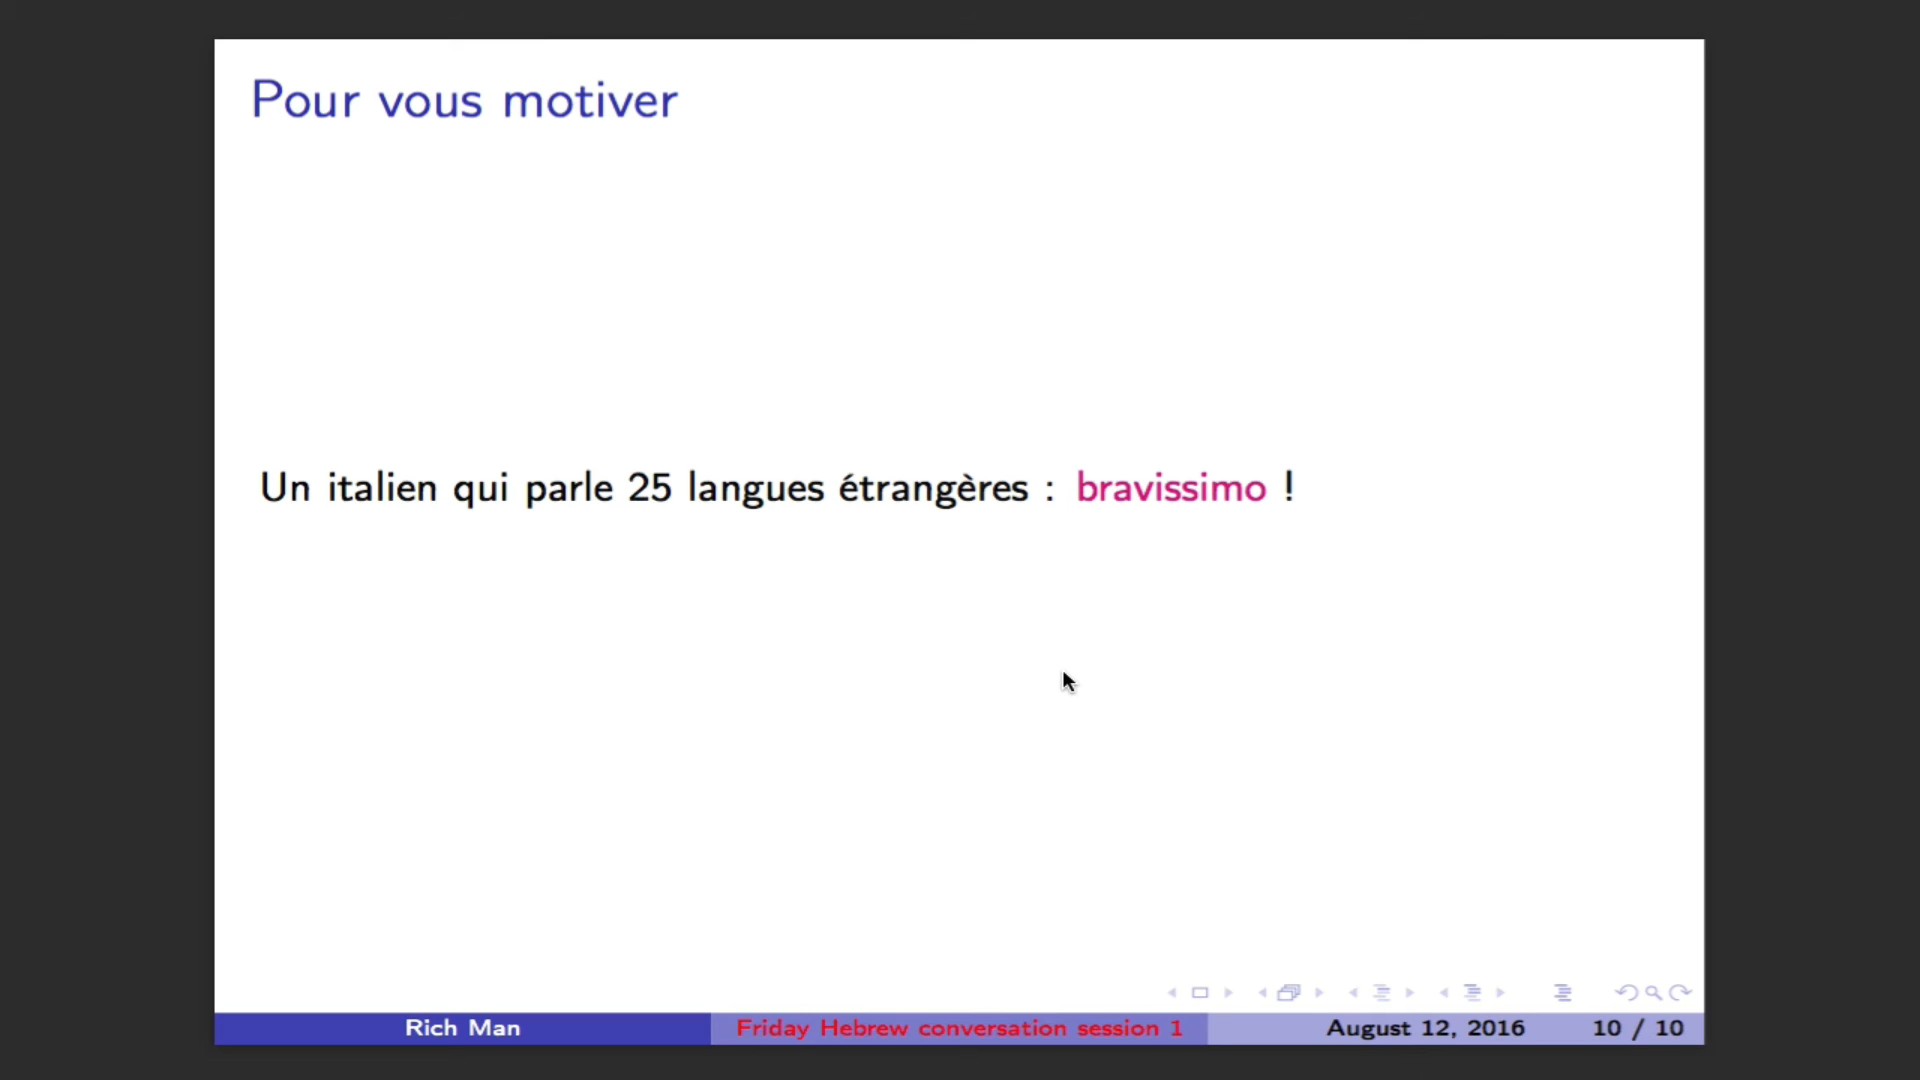 Pour vous motiver
Un italien qui parle 25 langues étrangères : bravissimo !
Rich Man
Friday Hebrew conversation session 1
August 12, 2016
10 / 10